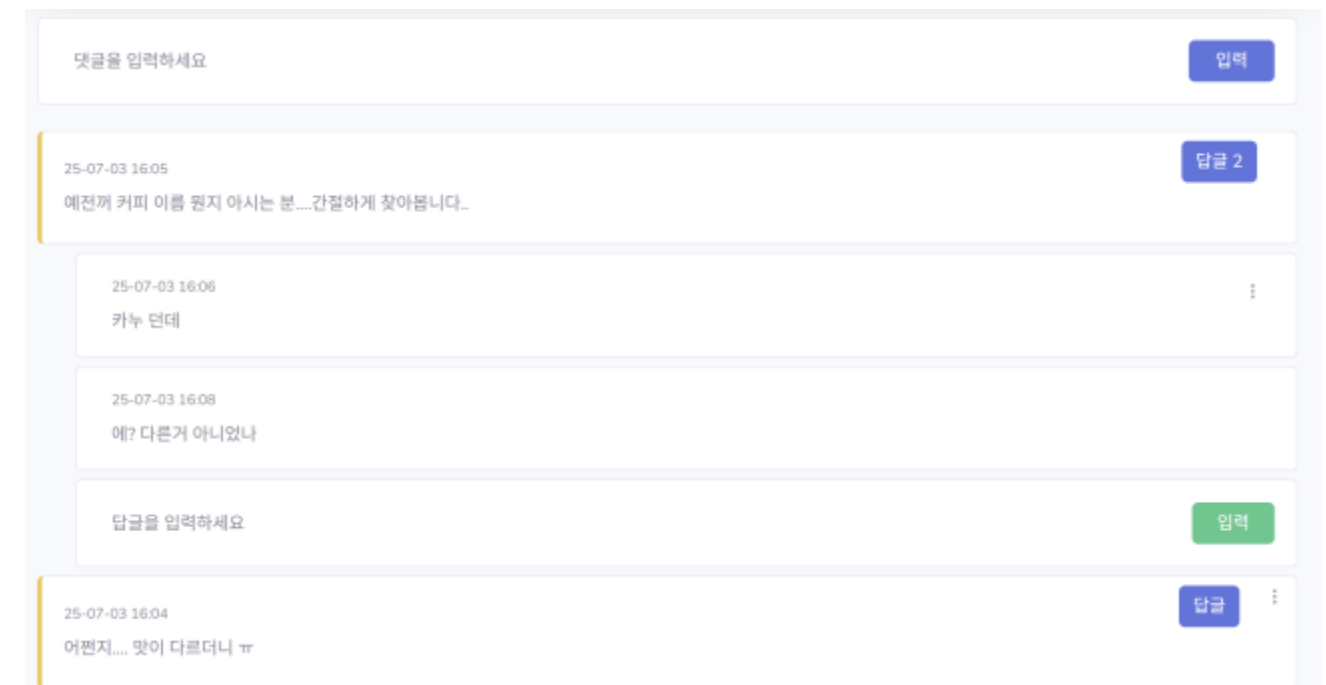 댓글을 입력하세요
입력
25-07-03 16:05
답글 2
예전꺼 커피 이름 뭔지 아시는 분....간절하게 찾아봅니다..
25-07-03 16:06
카누 던데
25-07-03 16:08
에? 다른거 아니었나
답글을 입력하세요
입력
25-07-03 16:04
답글
어쩐지.... 맛이 다르더니 ㅠ